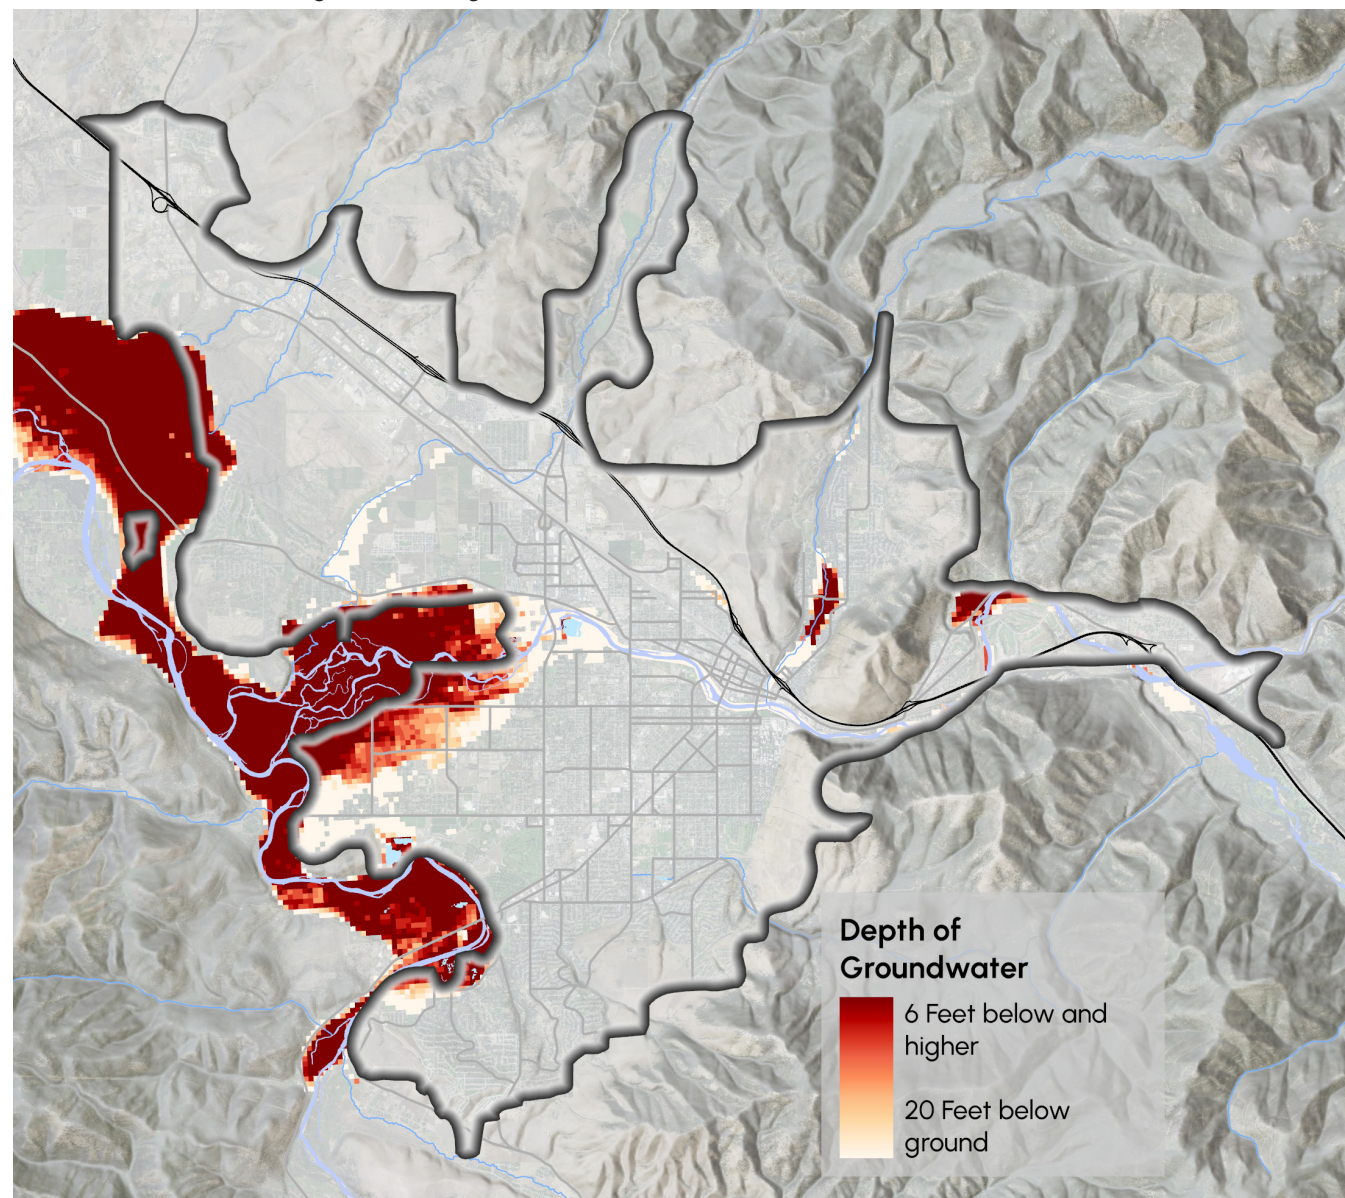 Depth of
Groundwater
6 Feet below and
higher
20 Feet below
ground